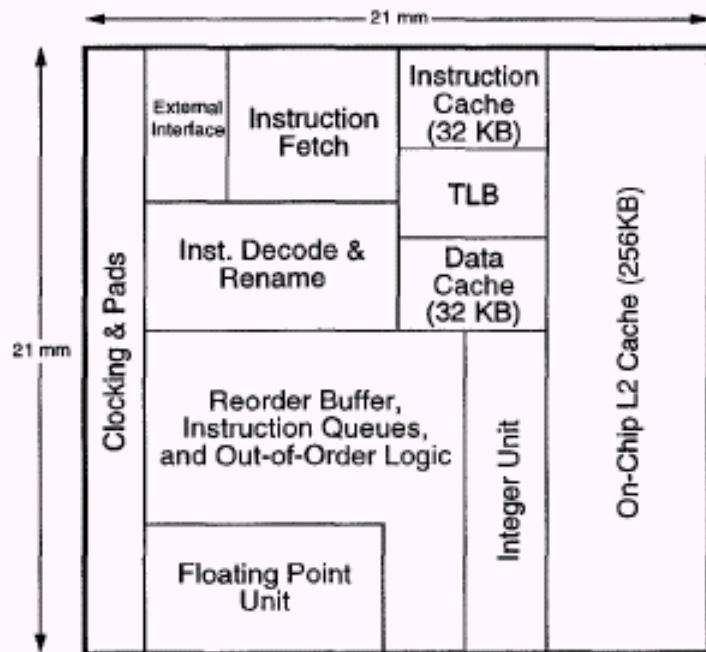 21 mm
21 mm
Clocking & Pads
External
Interface
Instruction
Fetch
Instruction
Cache
(32 KB)
TLB
Inst. Decode &
Rename
Data
Cache
(32 KB)
Reorder Buffer,
Instruction Queues,
and Out-of-Order Logic
Floating Point
Unit
Integer Unit
On-Chip L2 Cache (256KB)